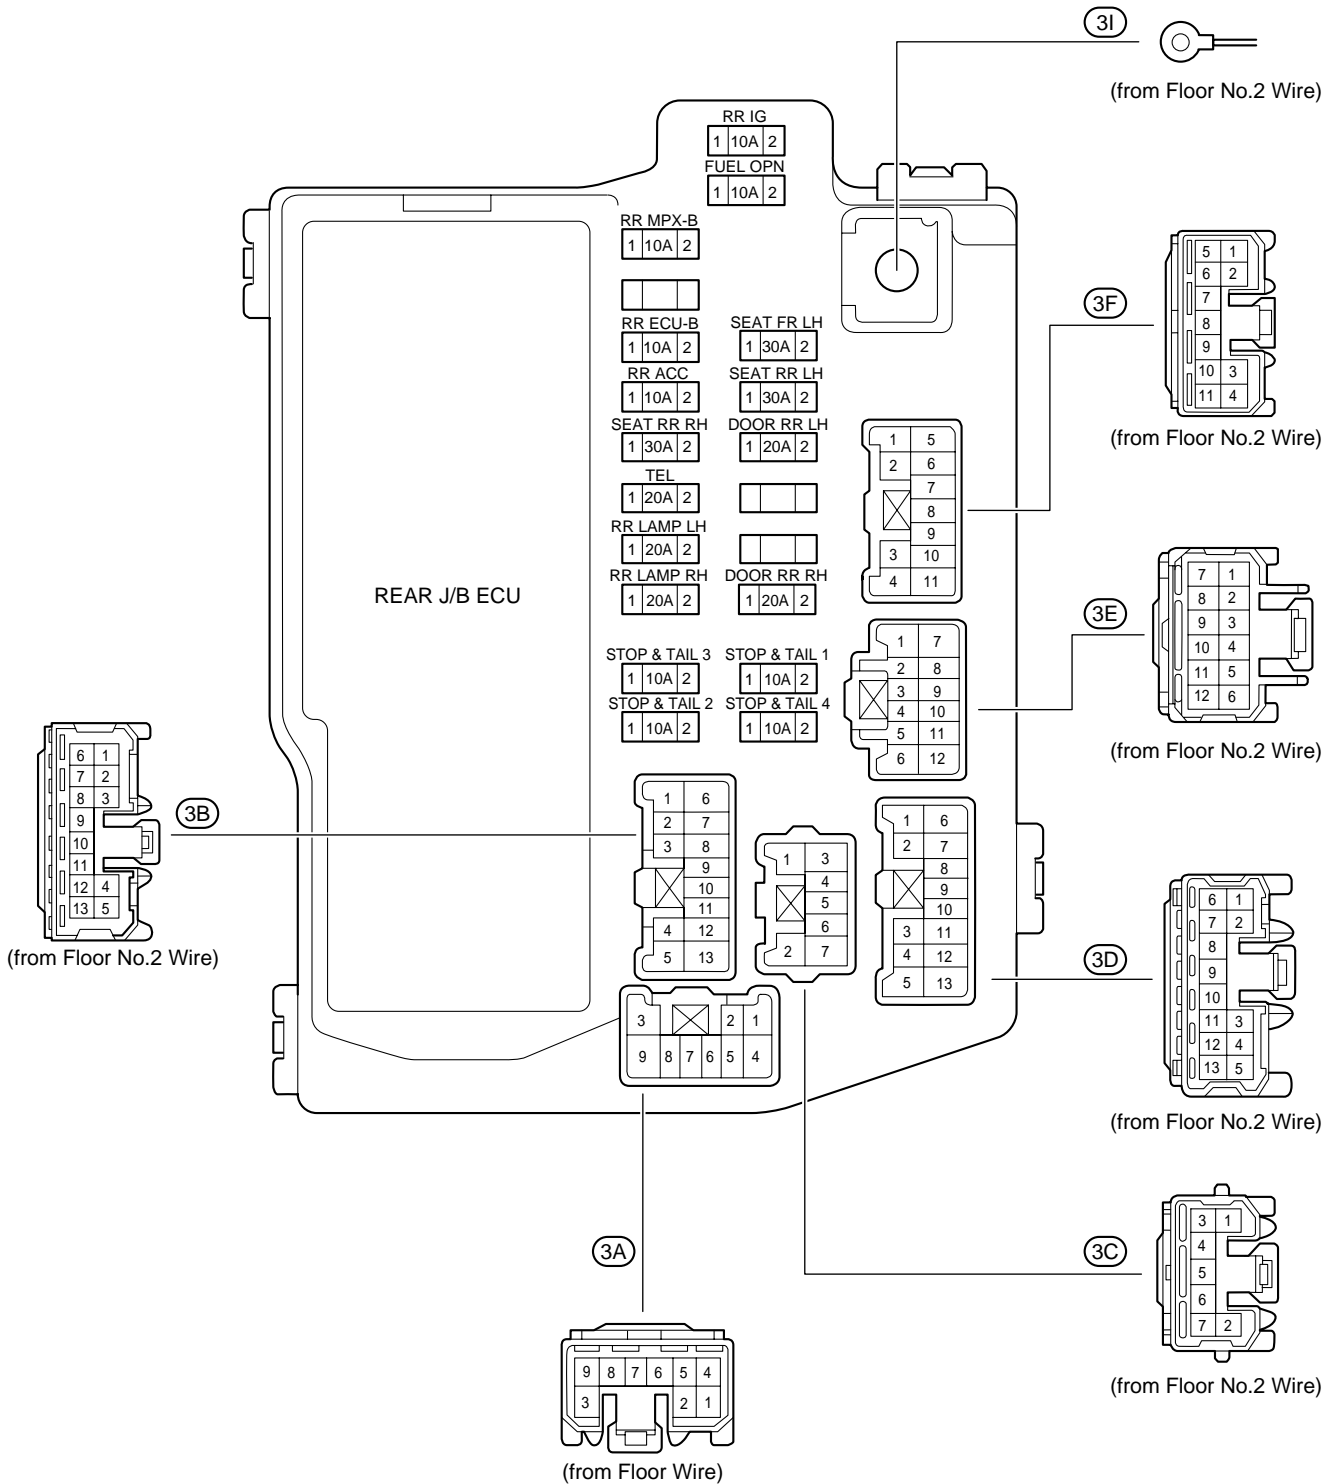 3I
(from Floor No.2 Wire)
RR IG
1 10A 2
FUEL OPN
1 10A 2
RR MPX-B
1 10A 2
RR ECU-B
1 10A 2
SEAT FR LH
1 30A 2
RR ACC
1 10A 2
SEAT RR LH
1 30A 2
SEAT RR RH
1 30A 2
DOOR RR LH
1 20A 2
TEL
1 20A 2
RR LAMP LH
1 20A 2
RR LAMP RH
1 20A 2
DOOR RR RH
1 20A 2
STOP & TAIL 3
1 10A 2
STOP & TAIL 1
1 10A 2
STOP & TAIL 2
1 10A 2
STOP & TAIL 4
1 10A 2
REAR J/B ECU
1 5
2 6
7
8
9
3 10
4 11
3F
5 1
6 2
7
8
9
10 3
11 4
(from Floor No.2 Wire)
1 7
2 8
3 9
4 10
5 11
6 12
3E
7 1
8 2
9 3
10 4
11 5
12 6
(from Floor No.2 Wire)
6 1
7 2
8 3
9
10
11
12 4
13 5
3B
(from Floor No.2 Wire)
1 6
2 7
3 8
9
10
11
4 12
5 13
1 3
4
5
6
2 7
1 6
2 7
8
9
10
3 11
4 12
5 13
3D
6 1
7 2
8
9
10
11 3
12 4
13 5
(from Floor No.2 Wire)
3 2 1
9 8 7 6 5 4
3A
9 8 7 6 5 4
3 2 1
(from Floor Wire)
3C
3 1
4
5
6
7 2
(from Floor No.2 Wire)